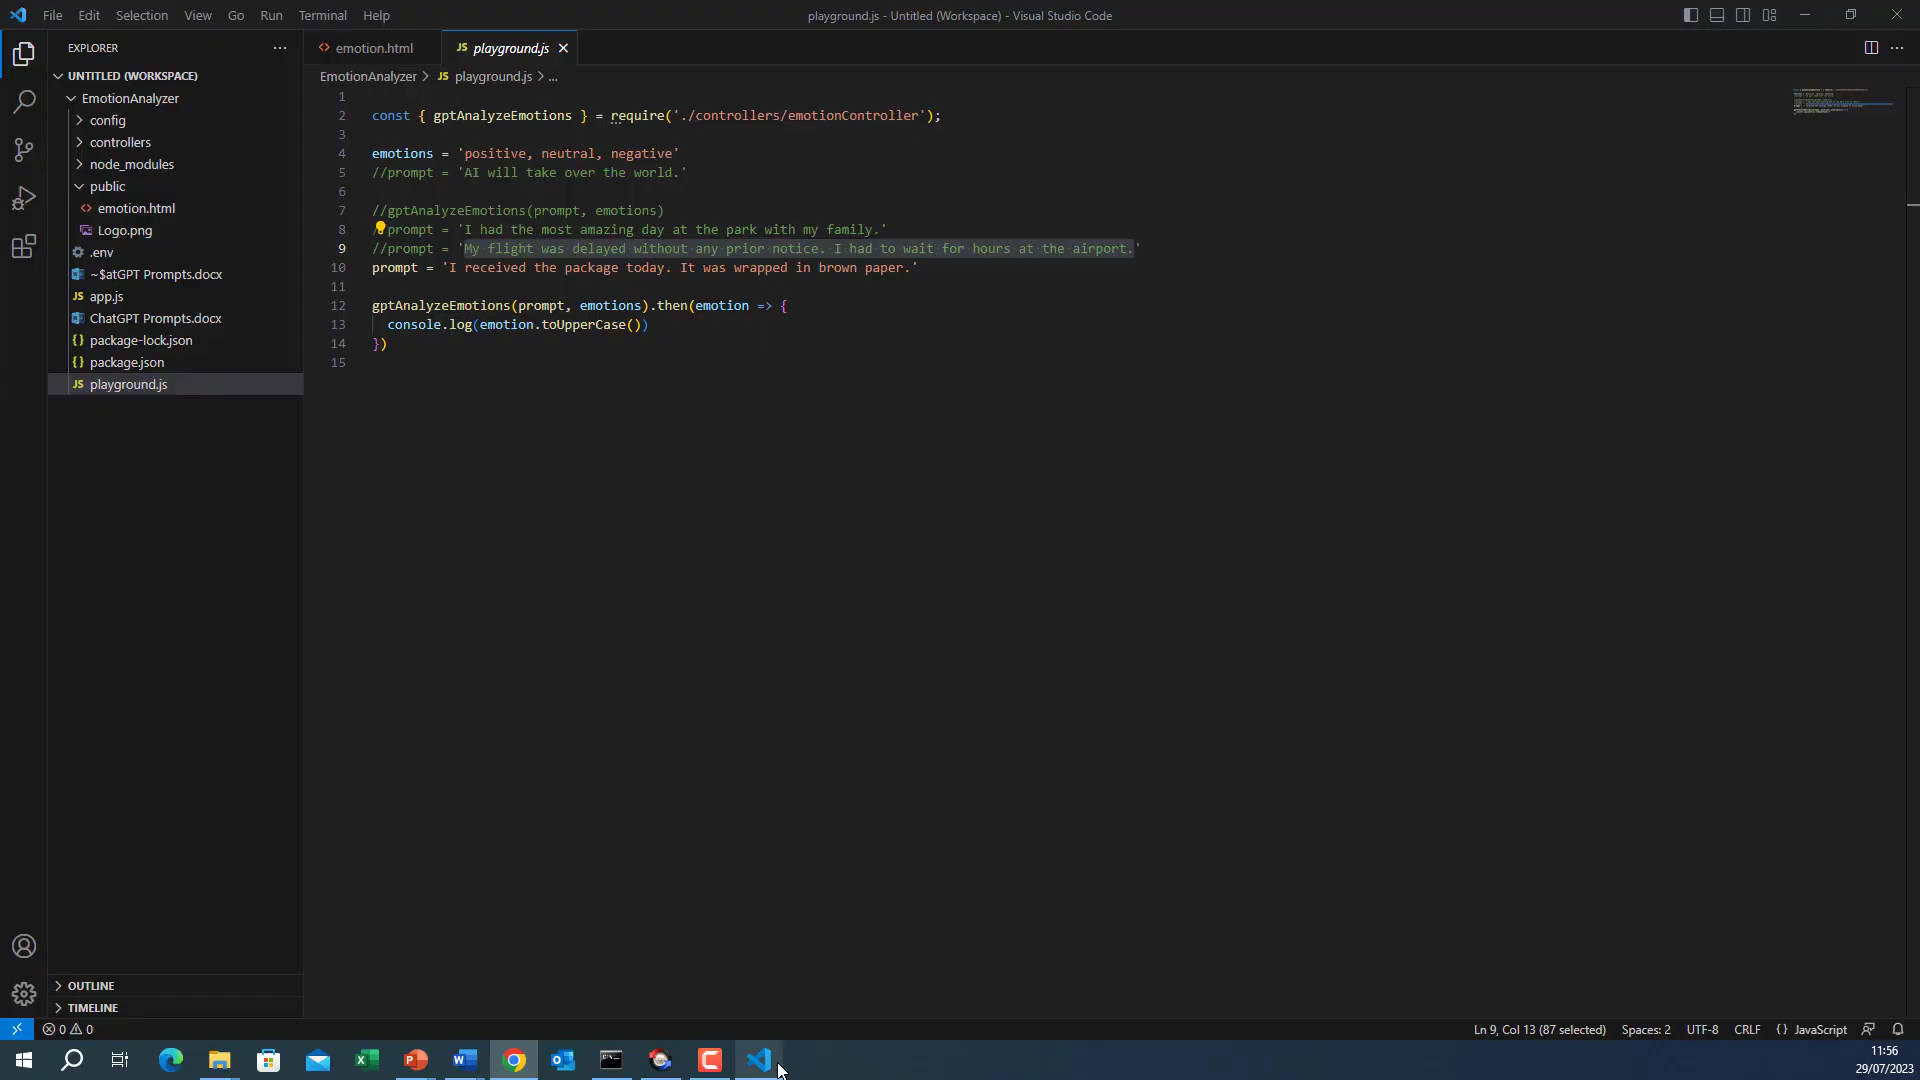 File Edit Selection View Go Run Terminal Help
playground.js - Untitled (Workspace) - Visual Studio Code
EXPLORER
UNTITLED (WORKSPACE)
EmotionAnalyzer
config
controllers
node_modules
public
emotion.html
Logo.png
.env
~$atGPT Prompts.docx
JS app.js
ChatGPT Prompts.docx
{} package-lock.json
{} package.json
JS playground.js
OUTLINE
TIMELINE
<> emotion.html
JS playground.js
EmotionAnalyzer > JS playground.js > ...
1
2 const { gptAnalyzeEmotions } = require('./controllers/emotionController');
3
4 emotions = 'positive, neutral, negative'
5 //prompt = 'AI will take over the world.'
6
7 //gptAnalyzeEmotions(prompt, emotions)
8 //prompt = 'I had the most amazing day at the park with my family.'
9 //prompt = 'My flight was delayed without any prior notice. I had to wait for hours at the airport.'
10 prompt = 'I received the package today. It was wrapped in brown paper.'
11
12 gptAnalyzeEmotions(prompt, emotions).then(emotion => {
13 console.log(emotion.toUpperCase())
14 })
15
0 0
Ln 9, Col 13 (87 selected) Spaces: 2 UTF-8 CRLF {} JavaScript
11:56
29/07/2023